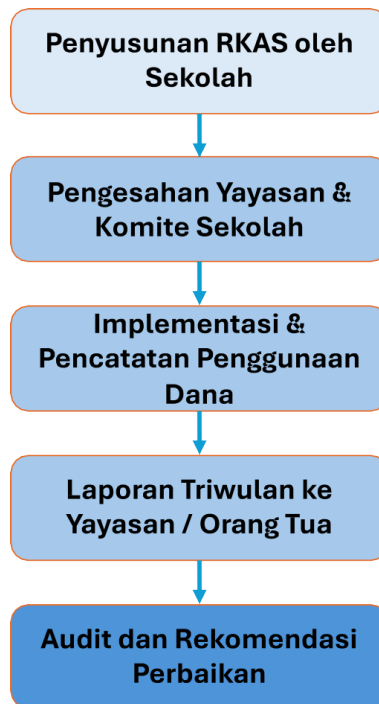 Penyusunan RKAS oleh
Sekolah
Pengesahan Yayasan &
Komite Sekolah
Implementasi &
Pencatatan Penggunaan
Dana
Laporan Triwulan ke
Yayasan / Orang Tua
Audit dan Rekomendasi
Perbaikan